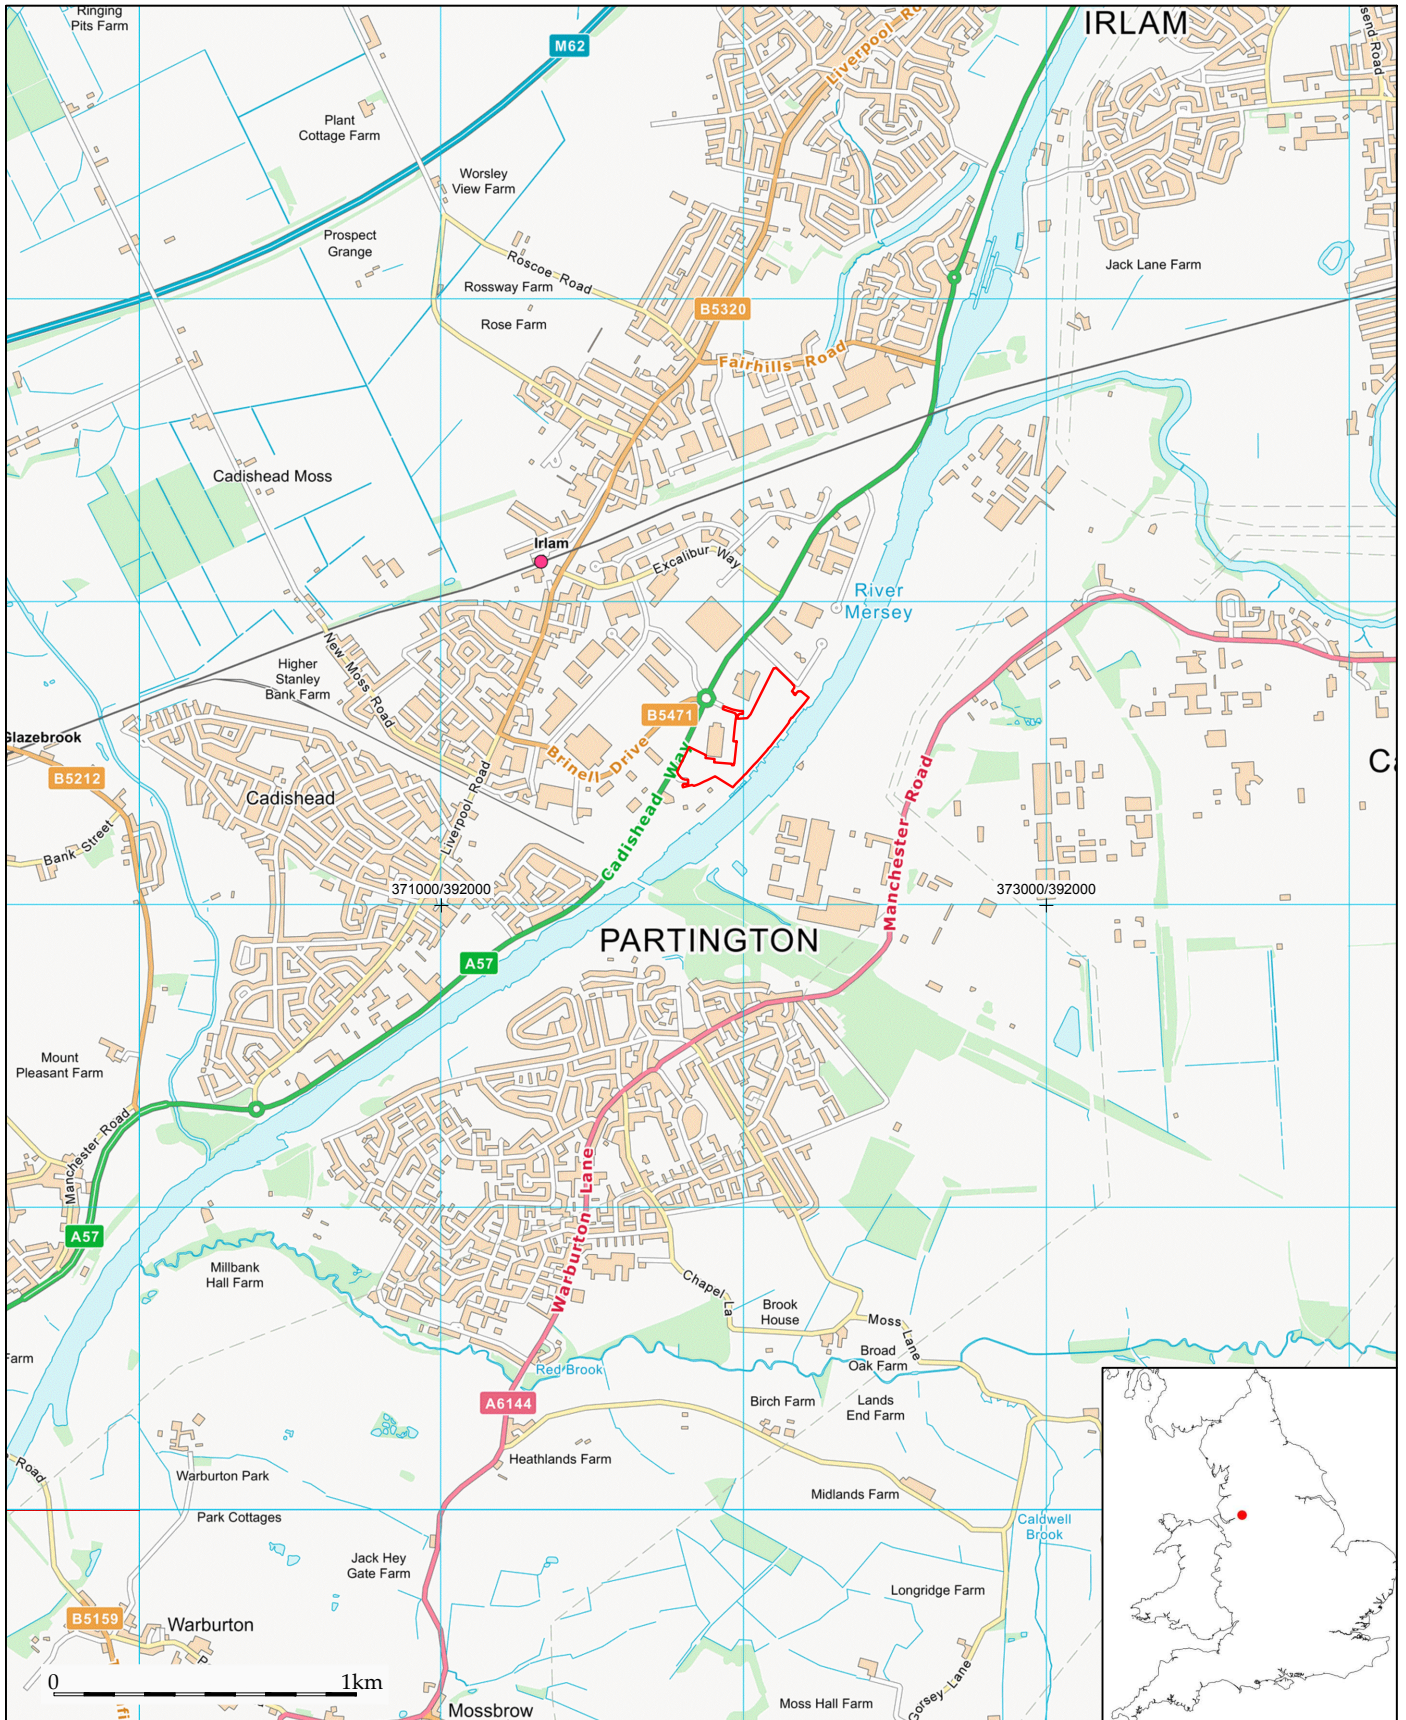 Ringing
Pits Farm
M62
Liverpool Ro
IRLAM
send Road
Plant
Cottage Farm
Worsley
View Farm
Prospect
Grange
Roscoe Road
Rossway Farm
Jack Lane Farm
Rose Farm
B5320
Fairhills Road
Cadishead Moss
Irlam
Excalibur Way
River
Mersey
New Moss Road
Higher
Stanley
Bank Farm
B5471
Glazebrook
Brinell Drive
B5212
Cadishead
Cadishead Way
Liverpool Road
Manchester Road
Bank Street
371000/392000
373000/392000
PARTINGTON
A57
Mount
Pleasant Farm
Manchester Road
Warburton Lane
A57
Millbank
Hall Farm
Chapel La
Brook
House
Moss Lane
Broad
Oak Farm
Farm
Red Brook
A6144
Birch Farm
Lands
End Farm
Heathlands Farm
Road
Warburton Park
Midlands Farm
Park Cottages
Caldwell
Brook
Jack Hey
Gate Farm
Longridge Farm
B5159
Warburton
Gorsey Lane
0
1km
Moss Hall Farm
Mossbrow